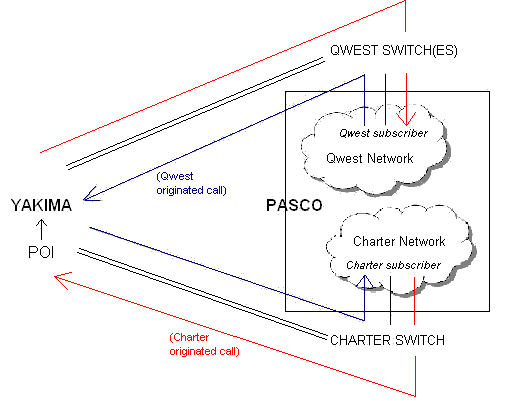 QWEST SWITCH(ES)
Qwest subscriber
Qwest Network
(Qwest
originated call)
YAKIMA
PASCO
POI
Charter Network
Charter subscriber
(Charter
originated call)
CHARTER SWITCH